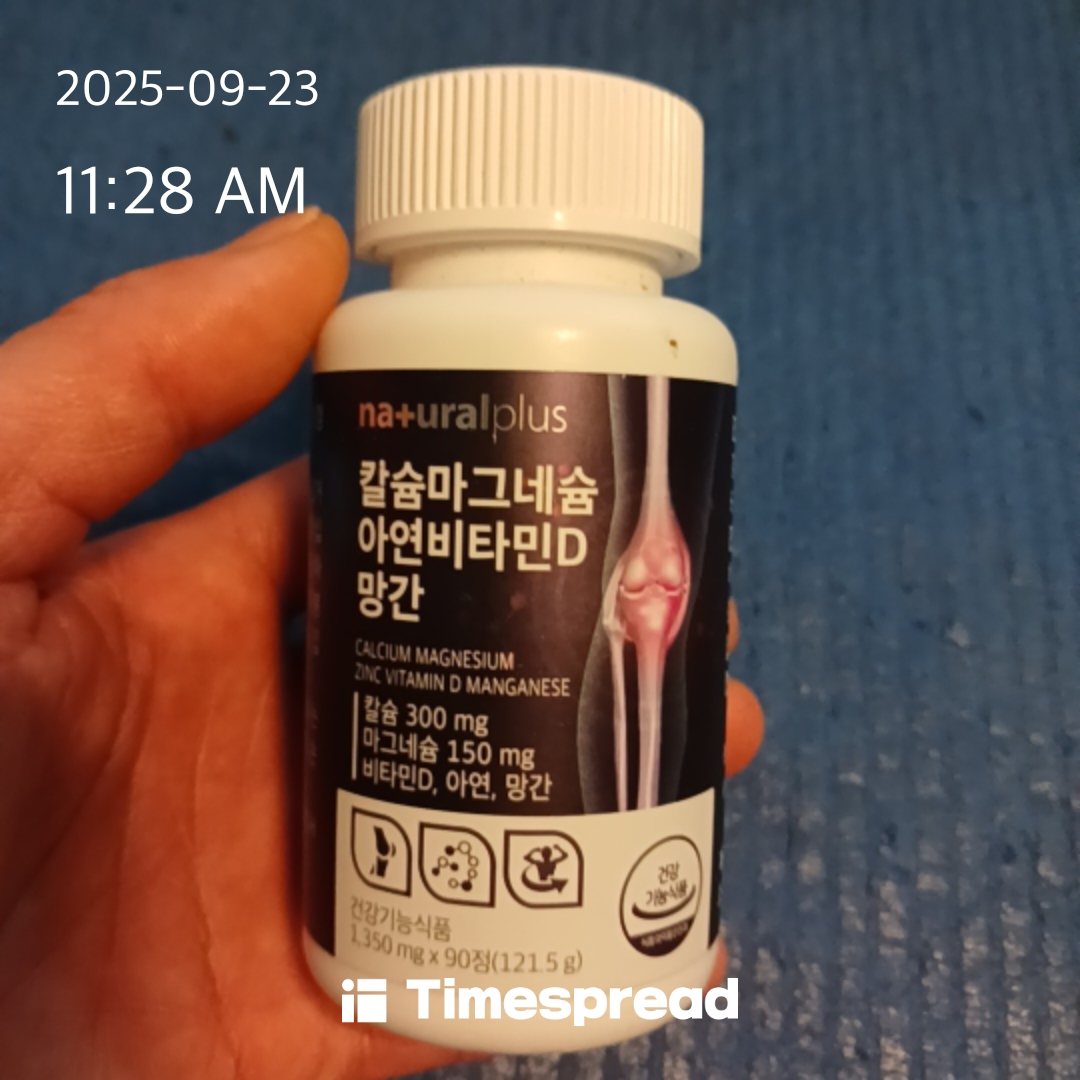 2025-09-23
11:28 AM
na+uralplus
칼슘마그네슘
아연비타민D
망간
CALCIUM MAGNESIUM
ZINC VITAMIN D MANGANESE
칼슘 300 mg
마그네슘 150 mg
비타민D, 아연, 망간
건강
기능식품
건강기능식품
1,350 mg x 90정(121.5 g)
Timespread